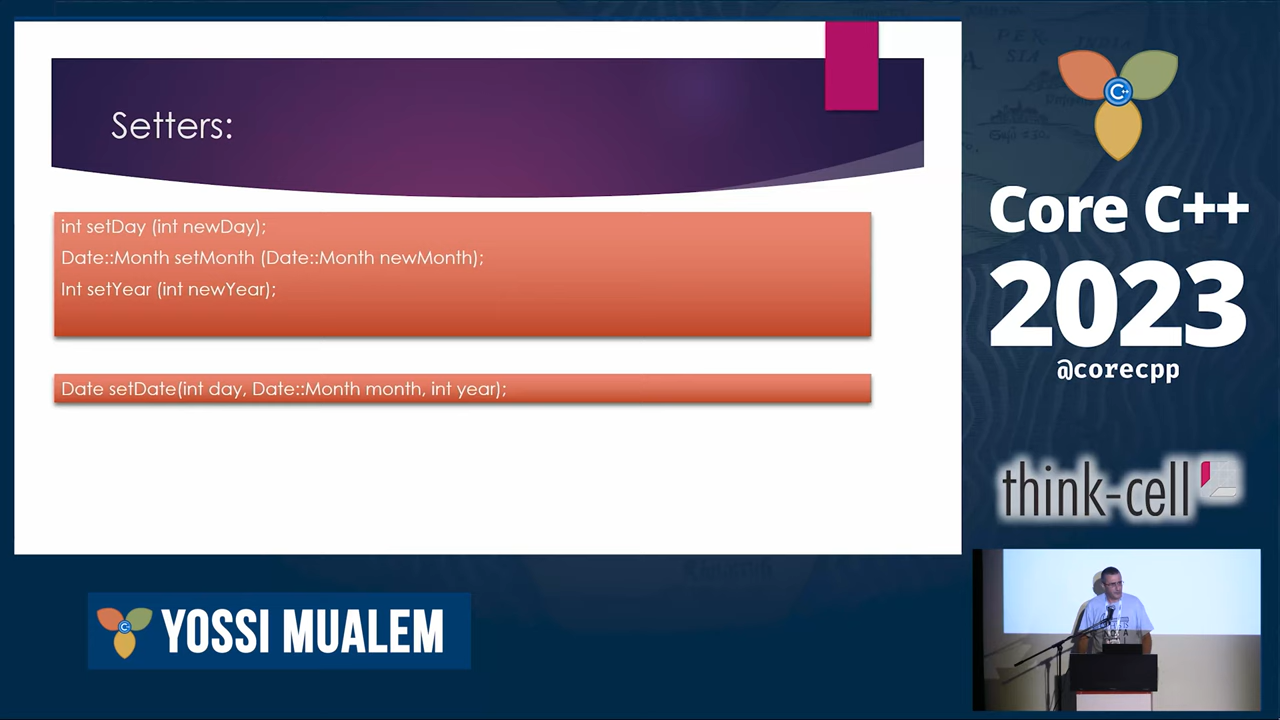 Setters:
int setDay (int newDay);
Date::Month setMonth (Date::Month newMonth);
Int setYear (int newYear);
Date setDate(int day, Date::Month month, int year);
C++
Core C++
2023
@corecpp
think-cell
C++
YOSSI MUALEM